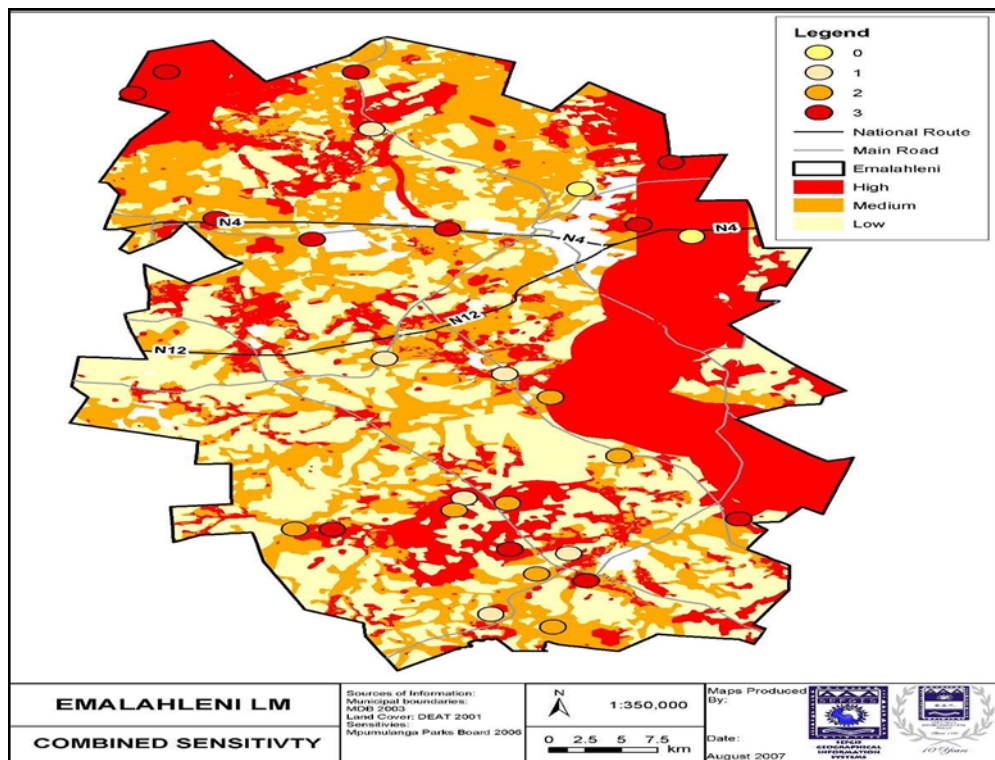 Legend
0
1
2
3
National Route
Main Road
Emalahleni
High
Medium
Low
N4
N4
N4
N12
N12
EMALAHLENI LM
COMBINED SENSITIVTY
Sources of Information:
Municipal boundaries:
MDB 2003
Land Cover: DEAT 2001
Sensitivies:
Mpumulanga Parks Board 2006
N
1:350,000
0 2.5 5 7.5
km
Maps Produced
By:
Date:
August 2007
SEFGIS
GEOGRAPHICAL
INFORMATION
SYSTEMS
10 Years